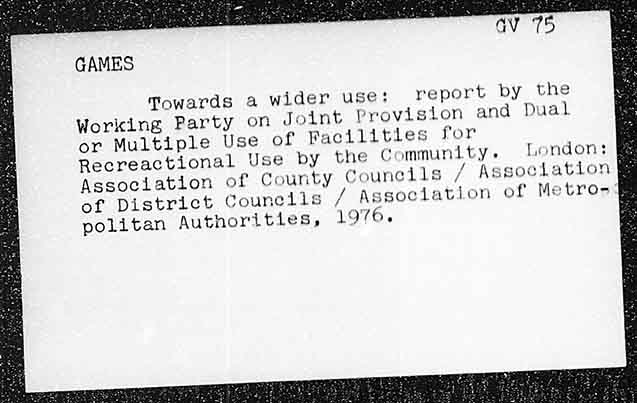 GV 75
GAMES
Towards a wider use: report by the
Working Party on Joint Provision and Dual
or Multiple Use of Facilities for
Recreactional Use by the Community. London:
Association of County Councils / Association
of District Councils / Association of Metro-
politan Authorities, 1976.